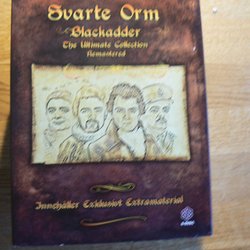 Svarte Orm
Blackadder
The Ultimate Collection
Remastered
Innehåller Exklusivt Extramaterial